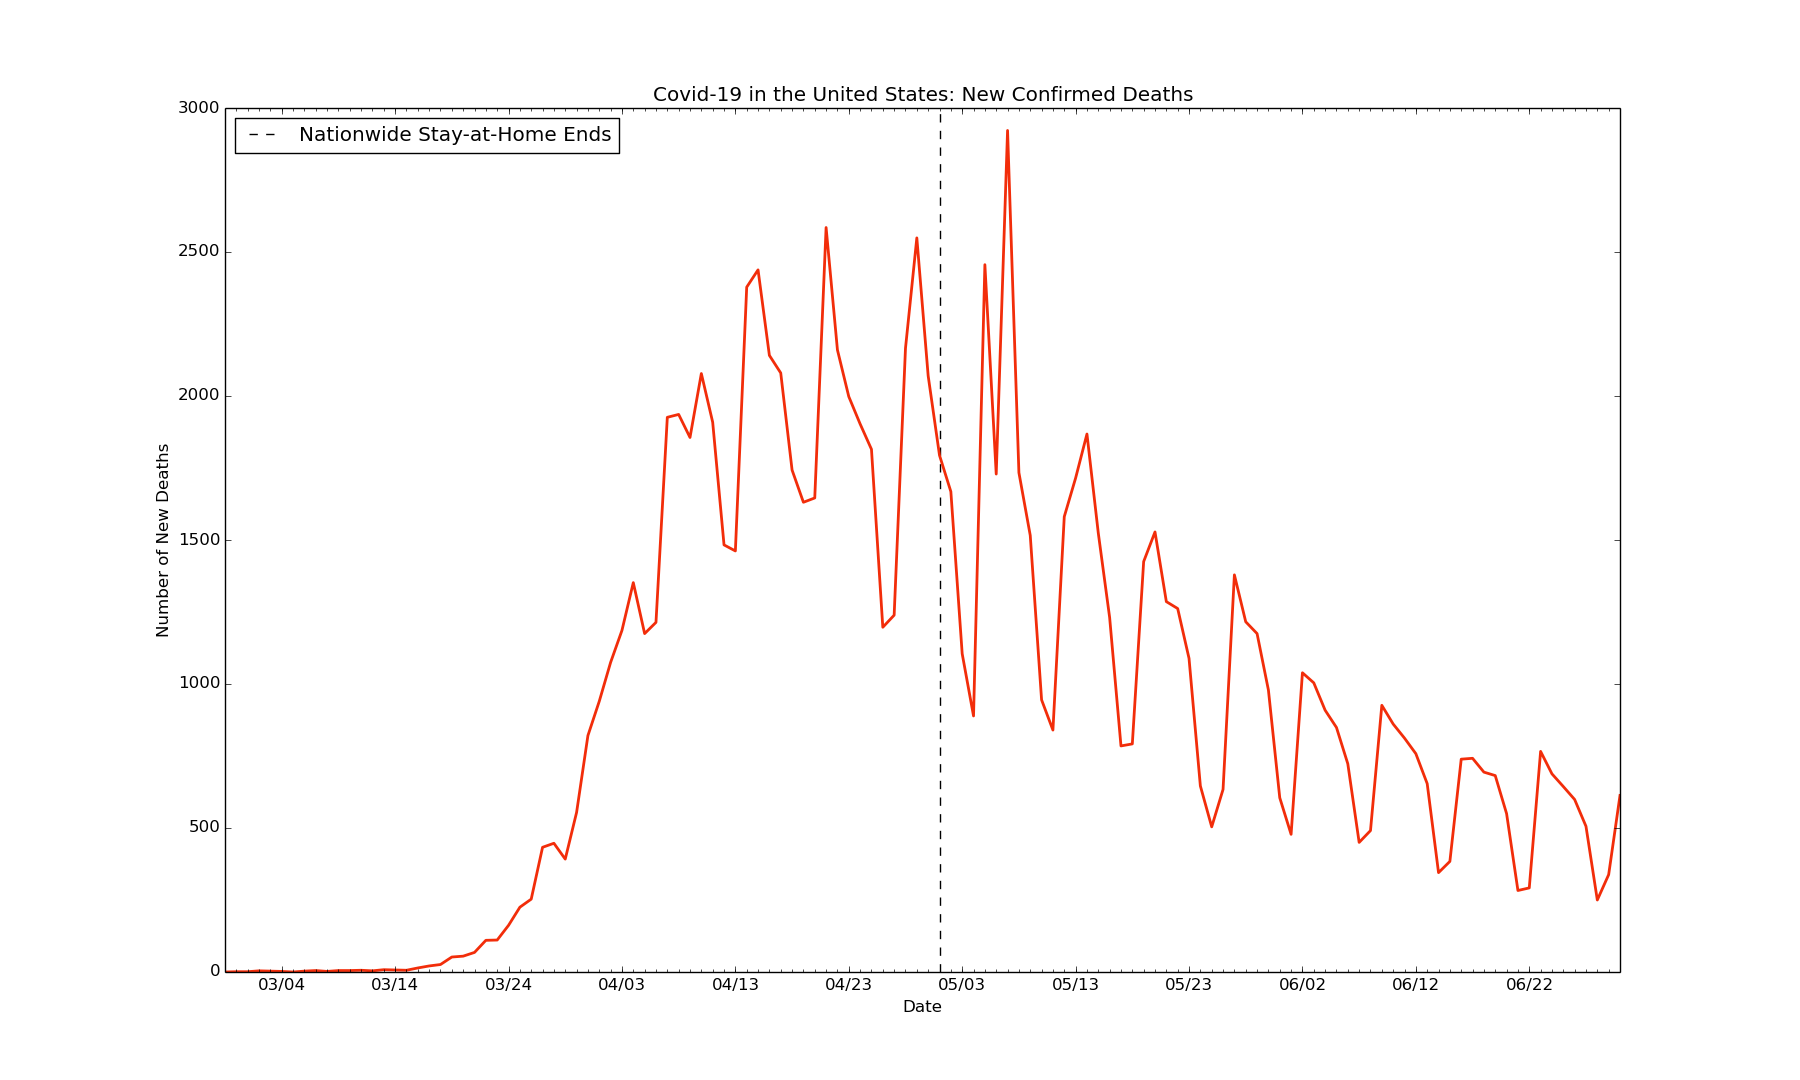 Covid-19 in the United States: New Confirmed Deaths
3000
Nationwide Stay-at-Home Ends
2500
2000
1500
1000
500
0
Number of New Deaths
03/04 03/14 03/24 04/03 04/13 04/23 05/03 05/13 05/23 06/02 06/12 06/22
Date